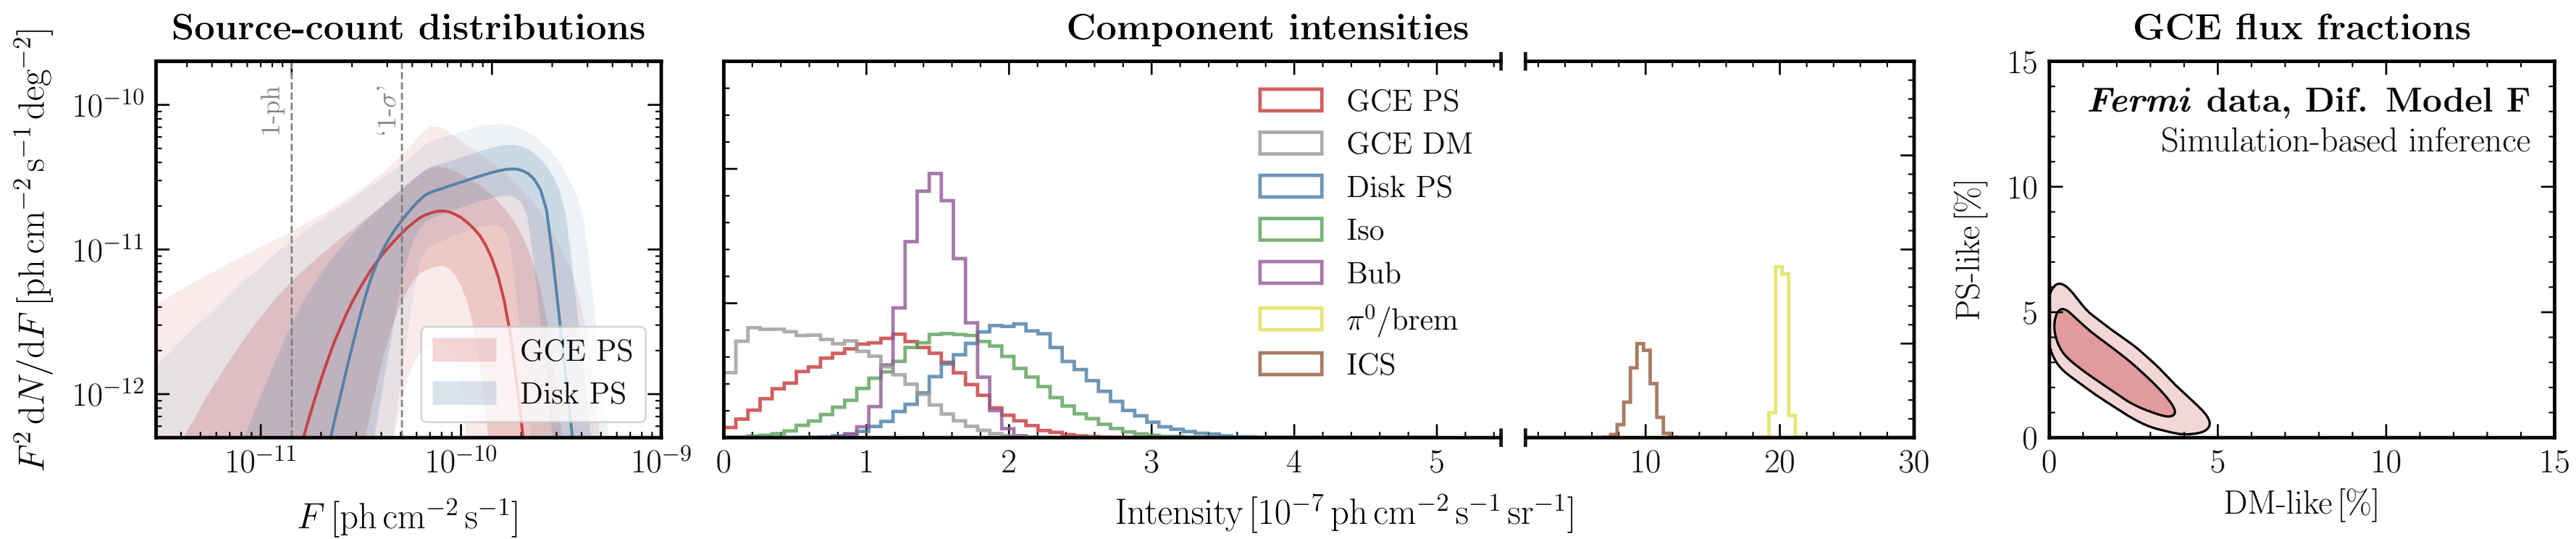 Source-count distributions
F² dN/dF [ph cm⁻² s⁻¹ deg⁻²]
10⁻¹⁰
10⁻¹¹
10⁻¹²
1-ph
‘1-σ’
GCE PS
Disk PS
10⁻¹¹ 10⁻¹⁰ 10⁻⁹
F [ph cm⁻² s⁻¹]
Component intensities
GCE PS
GCE DM
Disk PS
Iso
Bub
π⁰/brem
ICS
0 1 2 3 4 5 10 20 30
Intensity [10⁻⁷ ph cm⁻² s⁻¹ sr⁻¹]
GCE flux fractions
PS-like [%]
15
10
5
0
Fermi data, Dif. Model F
Simulation-based inference
0 5 10 15
DM-like [%]